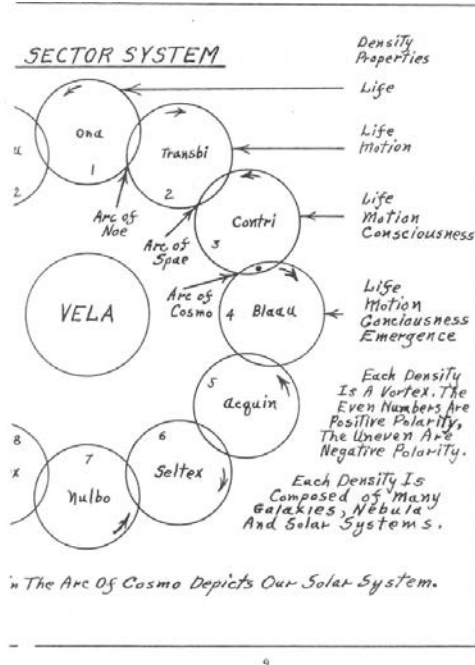 SECTOR SYSTEM
Density
Properties
Life
Ona
1
Transbi
2
Life
Motion
u
2
Arc of
Noe
Arc of
Spae
Contri
3
Life
Motion
Consciousness
Arc of
Cosmo
VELA
4 Blaau
Life
Motion
Conciousness
Emergence
5
Acquin
Each Density
Is A Vortex. The
Even Numbers Are
Positive Polarity,
The Uneven Are
Negative Polarity.
6
Seltex
8
x
7
Nulbo
Each Density Is
Composed of Many
Galaxies, Nebula
And Solar Systems.
n The Arc Of Cosmo Depicts Our Solar System.
9